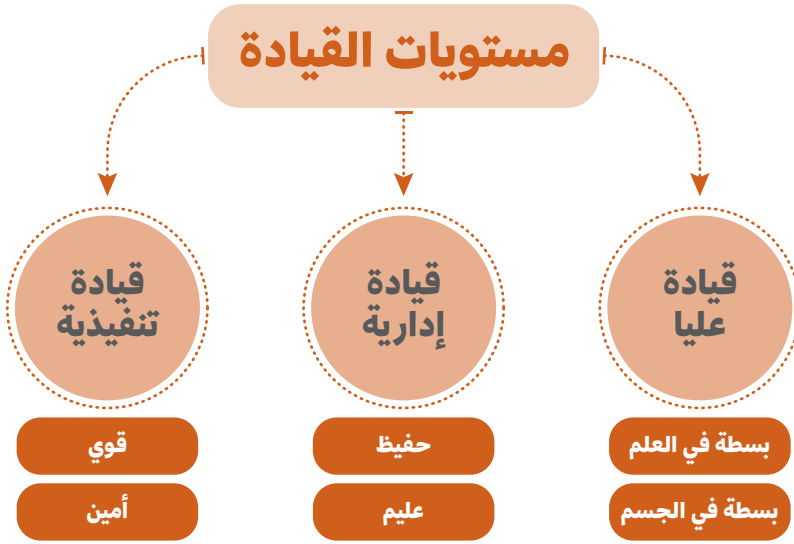 مستويات القيادة
قيادة
عليا
بسطة في العلم
بسطة في الجسم
قيادة
إدارية
حفيظ
عليم
قيادة
تنفيذية
قوي
أمين